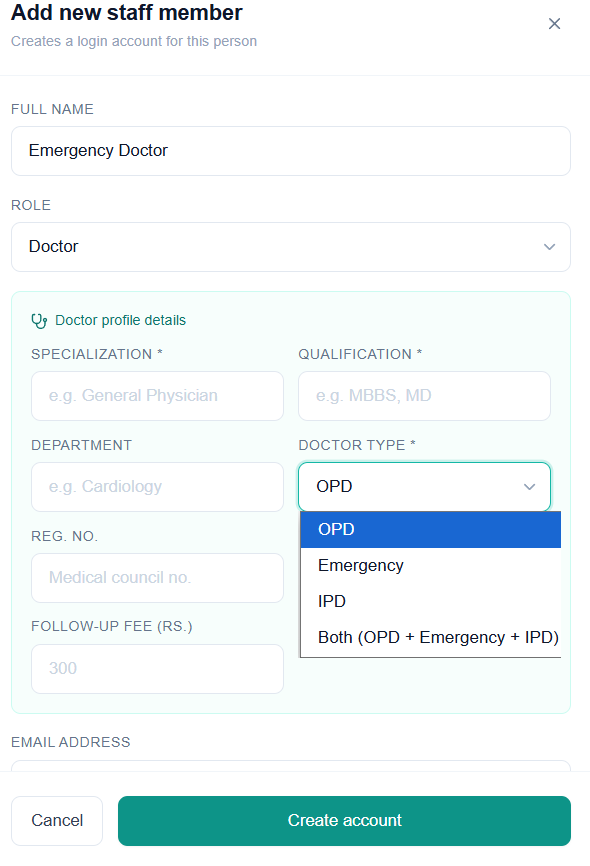 Add new staff member
Creates a login account for this person
FULL NAME
Emergency Doctor
ROLE
Doctor
Doctor profile details
SPECIALIZATION * QUALIFICATION *
e.g. General Physician e.g. MBBS, MD
DEPARTMENT DOCTOR TYPE *
e.g. Cardiology OPD
OPD
REG. NO.
Emergency
Medical council no.
IPD
FOLLOW-UP FEE (RS.)
Both (OPD + Emergency + IPD)
300
EMAIL ADDRESS
Cancel Create account